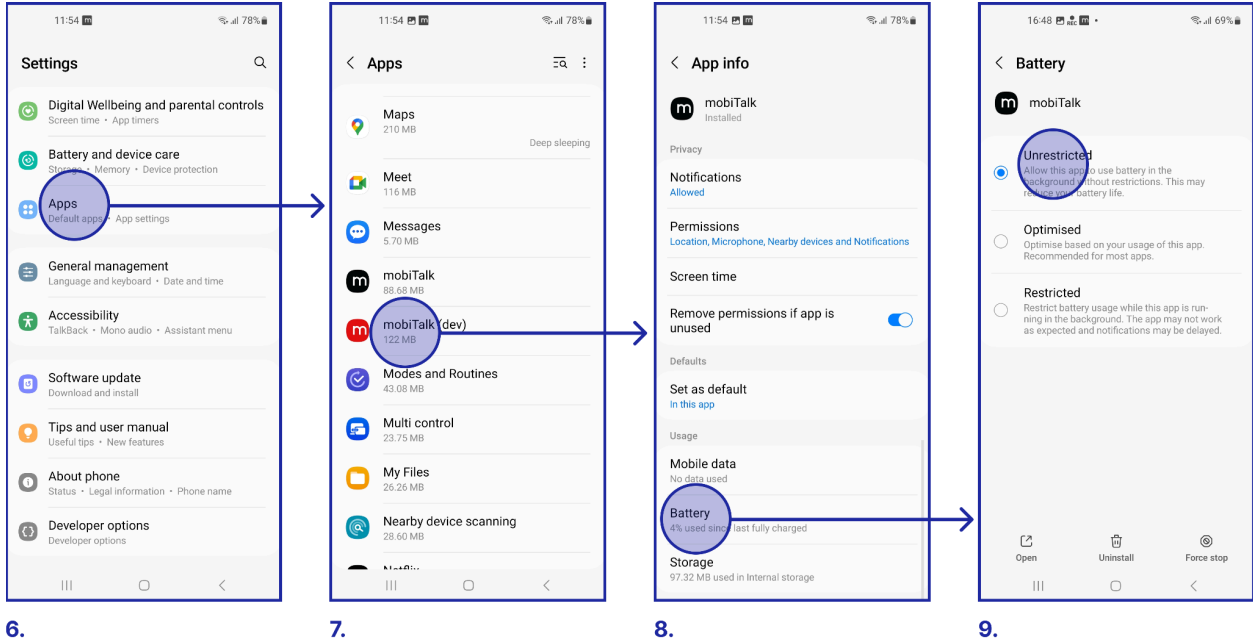 11:54 m 78%
Settings
Digital Wellbeing and parental controls
Screen time • App timers
Battery and device care
Storage • Memory • Device protection
Apps
Default apps • App settings
General management
Language and keyboard • Date and time
Accessibility
TalkBack • Mono audio • Assistant menu
Software update
Download and install
Tips and user manual
Useful tips • New features
About phone
Status • Legal information • Phone name
Developer options
Developer options
6.
11:54 m 78%
Apps
Maps
210 MB
Deep sleeping
Meet
116 MB
Messages
5.70 MB
m mobiTalk
88.68 MB
m mobiTalk (dev)
122 MB
Modes and Routines
43.08 MB
Multi control
23.75 MB
My Files
26.26 MB
Nearby device scanning
28.60 MB
Netflix
7.
11:54 m 78%
App info
m mobiTalk
Installed
Privacy
Notifications
Allowed
Permissions
Location, Microphone, Nearby devices and Notifications
Screen time
Remove permissions if app is
unused
Defaults
Set as default
In this app
Usage
Mobile data
No data used
Battery
4% used since last fully charged
Storage
97.32 MB used in Internal storage
8.
16:48 REC m • 69%
Battery
m mobiTalk
Unrestricted
Allow this app to use battery in the
background without restrictions. This may
reduce your battery life.
Optimised
Optimise based on your usage of this app.
Recommended for most apps.
Restricted
Restrict battery usage while this app is run-
ning in the background. The app may not work
as expected and notifications may be delayed.
Open Uninstall Force stop
9.